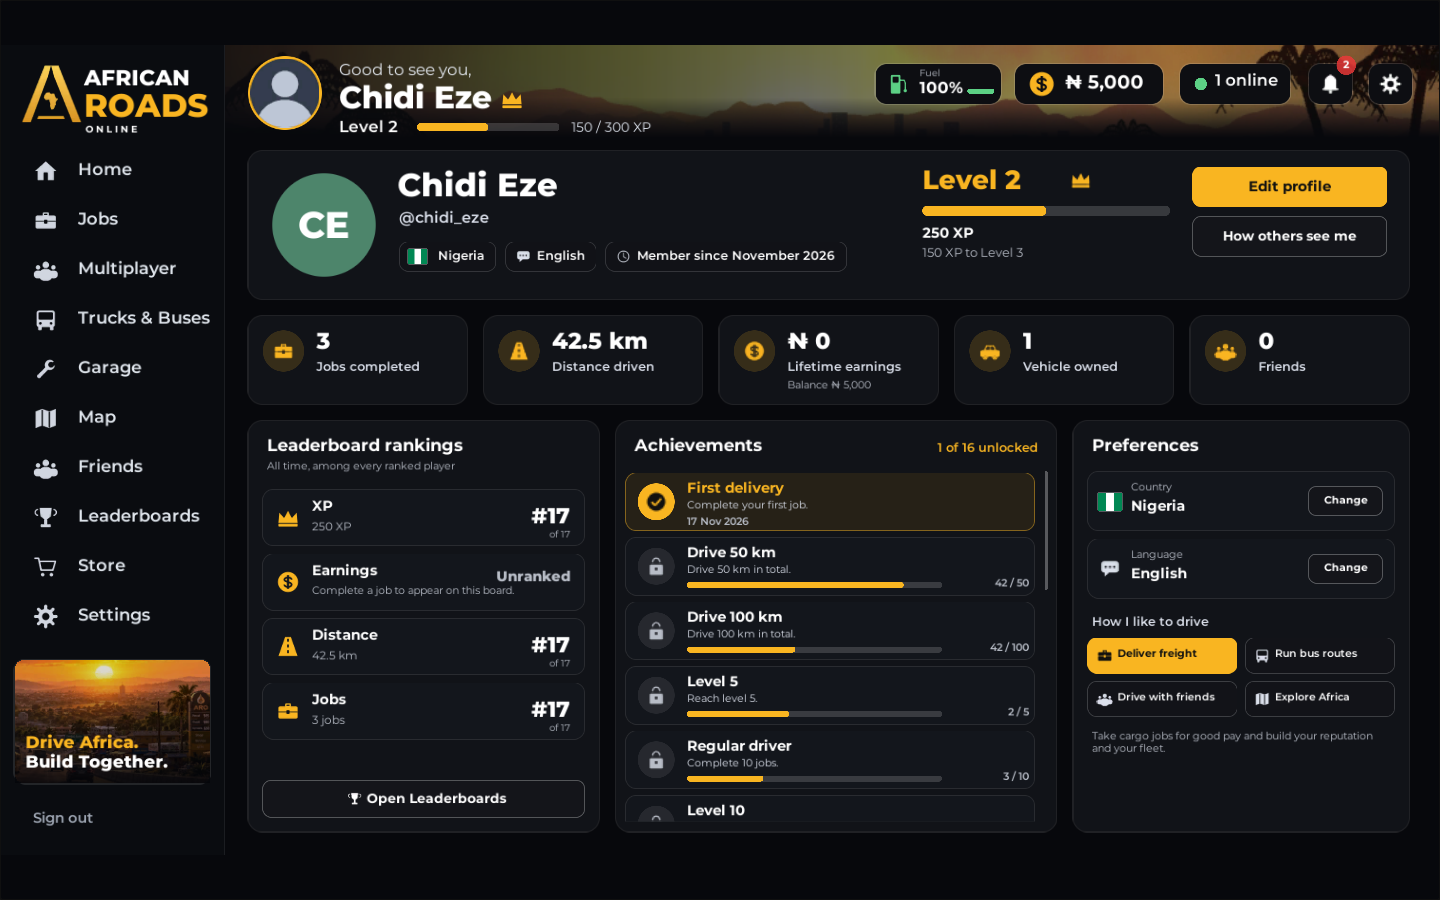 AFRICAN
ROADS
ONLINE
Home
Jobs
Multiplayer
Trucks & Buses
Garage
Map
Friends
Leaderboards
Store
Settings
Drive Africa.
Build Together.
Sign out
Good to see you,
Chidi Eze
Level 2
150 / 300 XP
Fuel
100%
₦ 5,000
1 online
2
CE
Chidi Eze
@chidi_eze
Nigeria
English
Member since November 2026
Level 2
250 XP
150 XP to Level 3
Edit profile
How others see me
3
Jobs completed
42.5 km
Distance driven
₦ 0
Lifetime earnings
Balance ₦ 5,000
1
Vehicle owned
0
Friends
Leaderboard rankings
All time, among every ranked player
XP
250 XP
#17
of 17
Earnings
Complete a job to appear on this board.
Unranked
Distance
42.5 km
#17
of 17
Jobs
3 jobs
#17
of 17
Open Leaderboards
Achievements
1 of 16 unlocked
First delivery
Complete your first job.
17 Nov 2026
Drive 50 km
Drive 50 km in total.
42 / 50
Drive 100 km
Drive 100 km in total.
42 / 100
Level 5
Reach level 5.
2 / 5
Regular driver
Complete 10 jobs.
3 / 10
Level 10
Preferences
Country
Nigeria
Change
Language
English
Change
How I like to drive
Deliver freight
Run bus routes
Drive with friends
Explore Africa
Take cargo jobs for good pay and build your reputation
and your fleet.